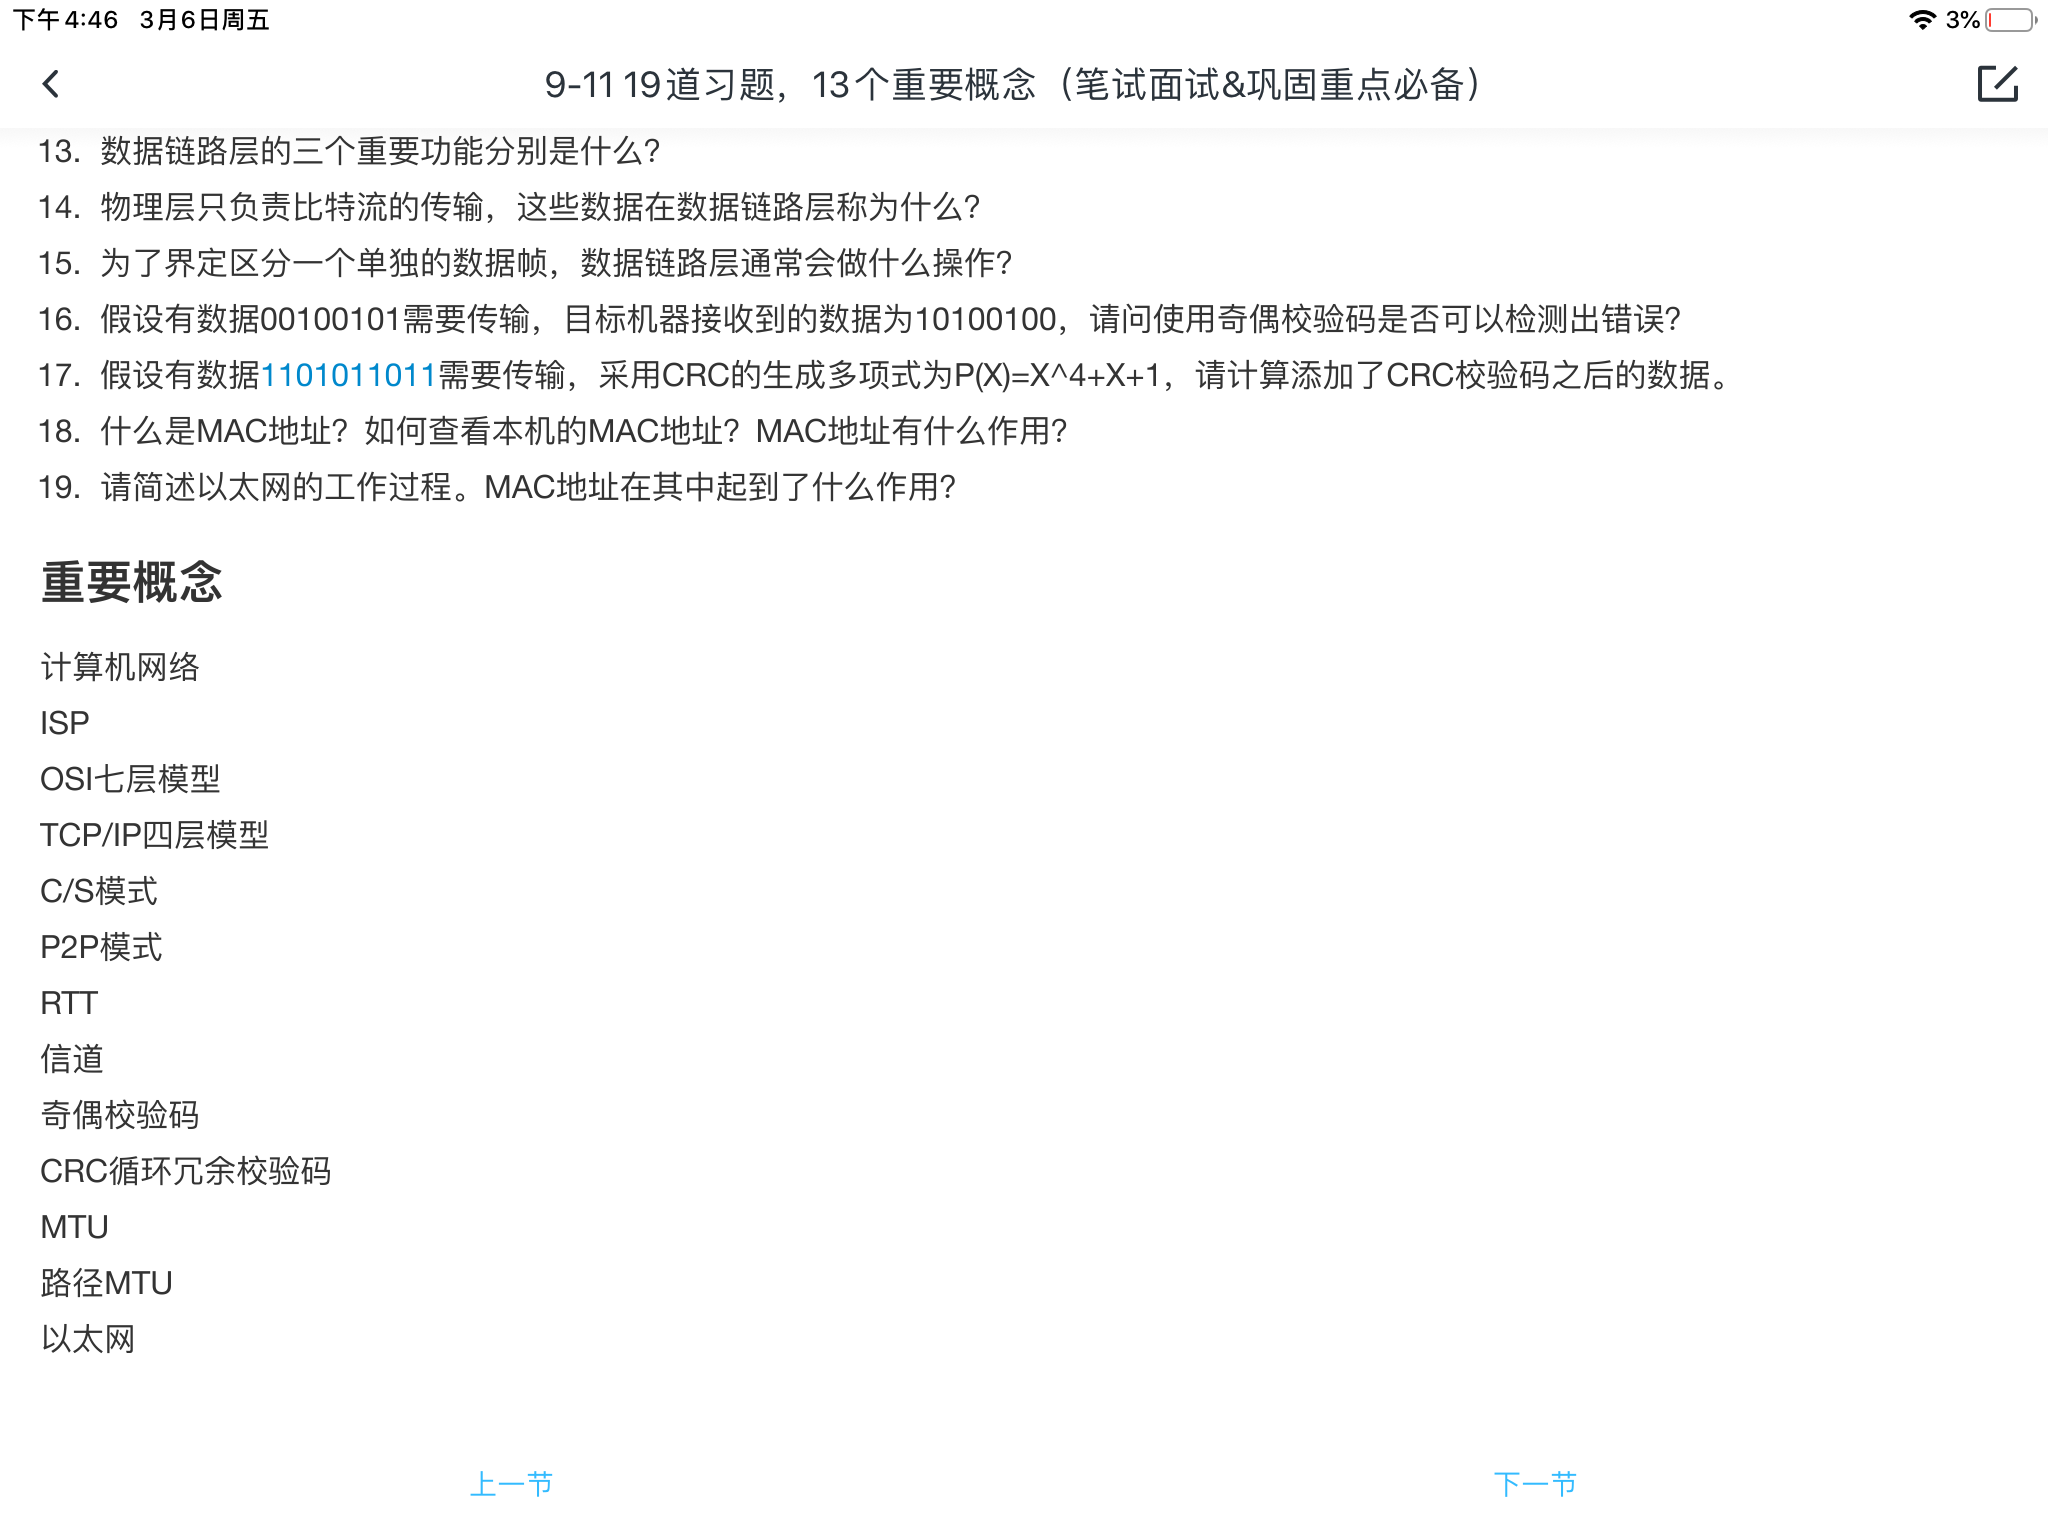 下午4:46 3月6日周五 3%
9-11 19道习题，13个重要概念（笔试面试&巩固重点必备）
13. 数据链路层的三个重要功能分别是什么？
14. 物理层只负责比特流的传输，这些数据在数据链路层称为什么？
15. 为了界定区分一个单独的数据帧，数据链路层通常会做什么操作？
16. 假设有数据00100101需要传输，目标机器接收到的数据为10100100，请问使用奇偶校验码是否可以检测出错误？
17. 假设有数据1101011011需要传输，采用CRC的生成多项式为P(X)=X^4+X+1，请计算添加了CRC校验码之后的数据。
18. 什么是MAC地址？如何查看本机的MAC地址？MAC地址有什么作用？
19. 请简述以太网的工作过程。MAC地址在其中起到了什么作用？
重要概念
计算机网络
ISP
OSI七层模型
TCP/IP四层模型
C/S模式
P2P模式
RTT
信道
奇偶校验码
CRC循环冗余校验码
MTU
路径MTU
以太网
上一节 下一节